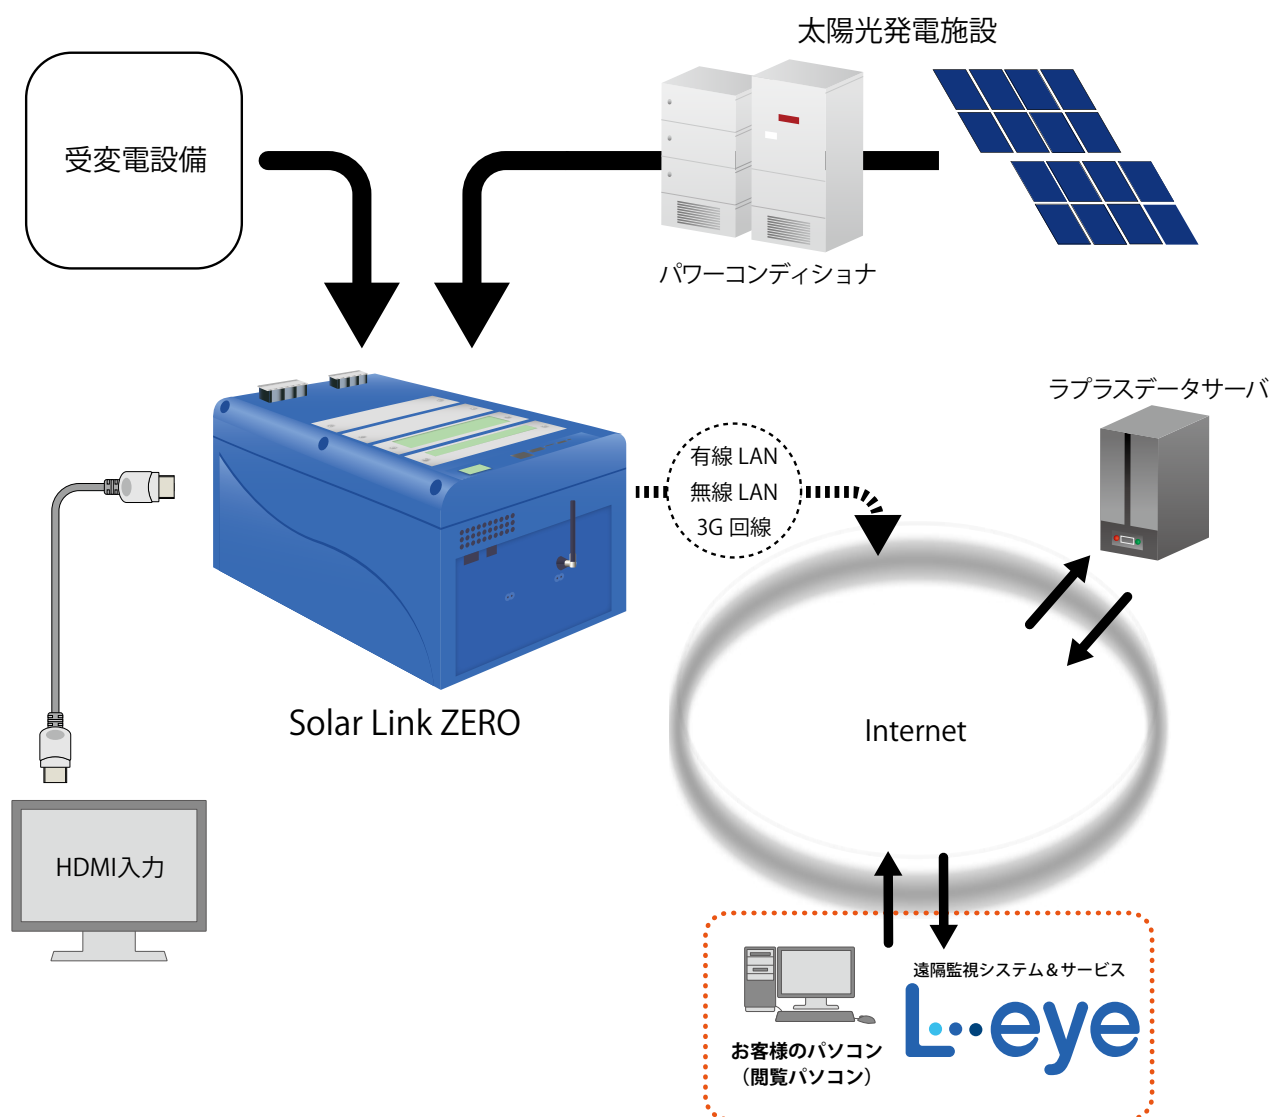 太陽光発電施設
受変電設備
パワーコンディショナ
ラプラスデータサーバ
有線 LAN
無線 LAN
3G 回線
Solar Link ZERO
Internet
HDMI入力
遠隔監視システム＆サービス
L・・・eye
お客様のパソコン
（閲覧パソコン）